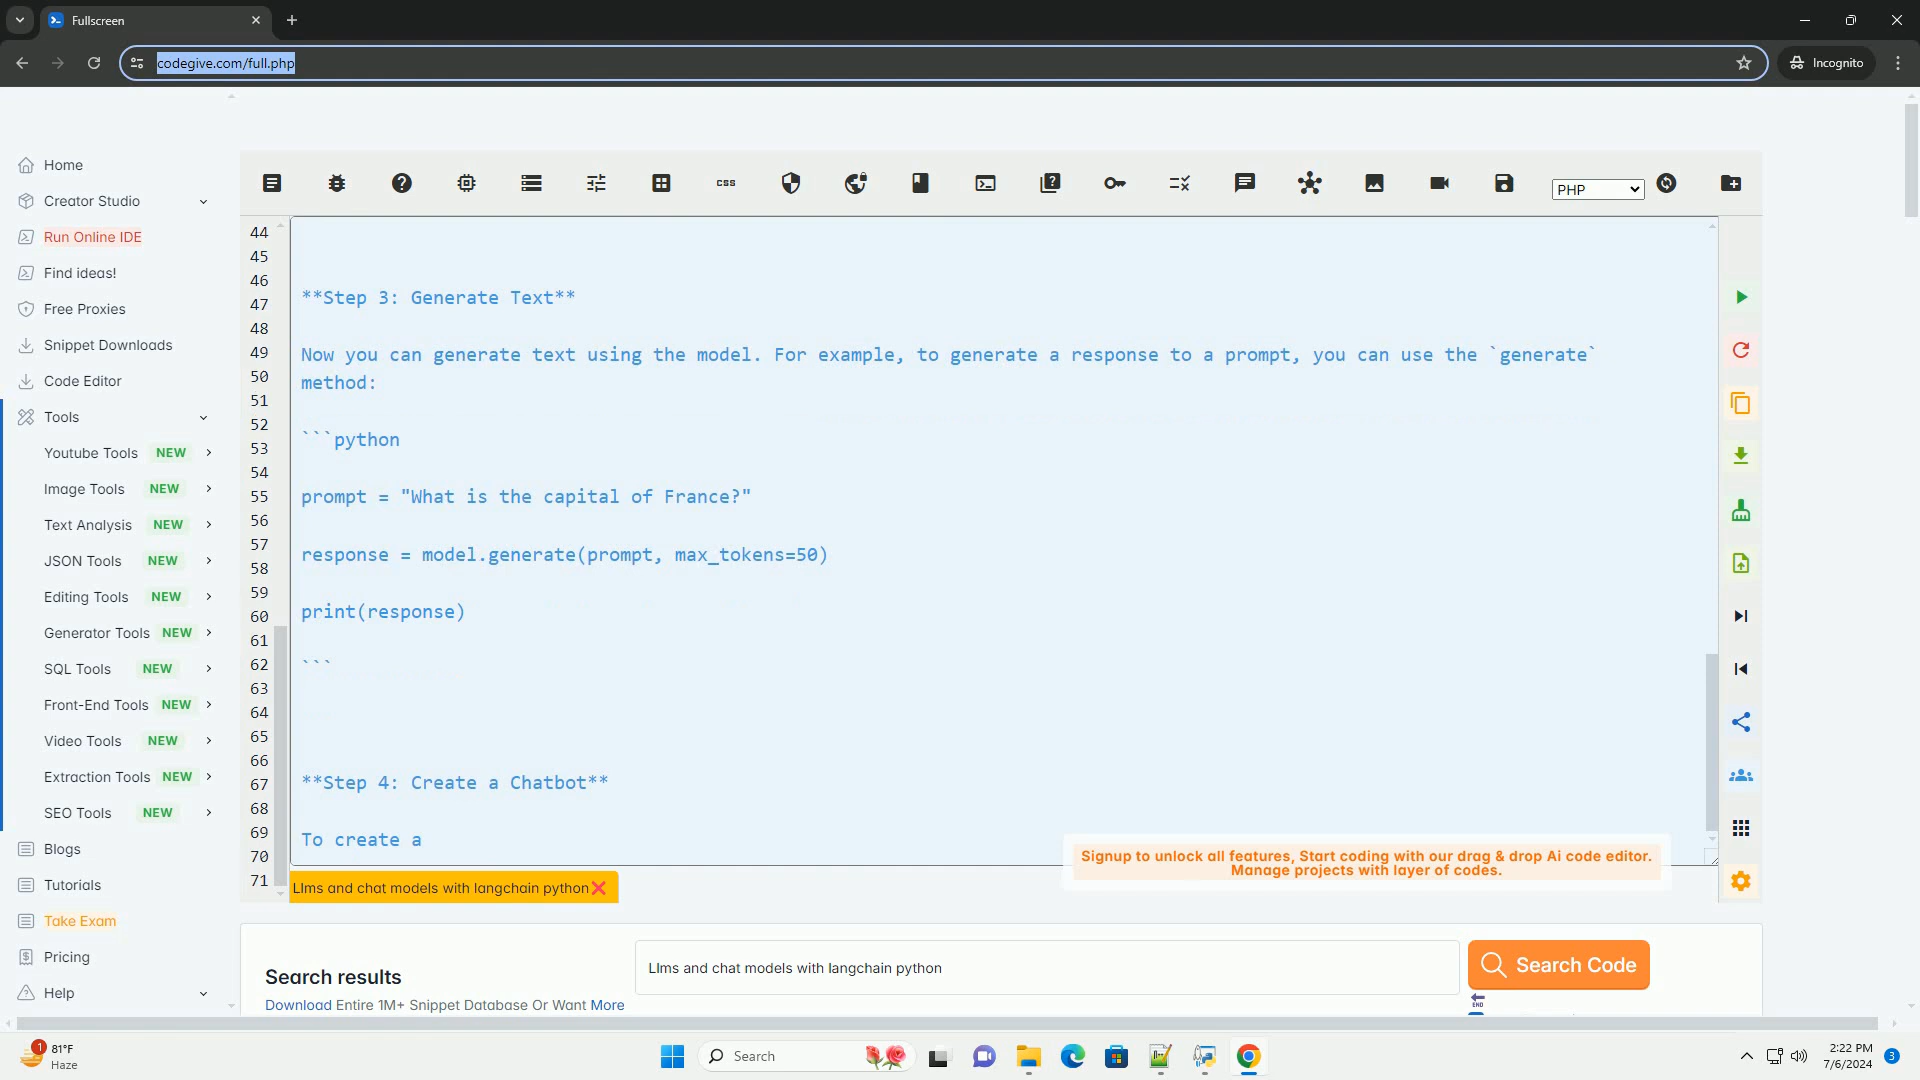 Fullscreen
codegive.com/full.php
Incognito
Home
Creator Studio
Run Online IDE
Find ideas!
Free Proxies
Snippet Downloads
Code Editor
Tools
Youtube Tools NEW
Image Tools NEW
Text Analysis NEW
JSON Tools NEW
Editing Tools NEW
Generator Tools NEW
SQL Tools NEW
Front-End Tools NEW
Video Tools NEW
Extraction Tools NEW
SEO Tools NEW
Blogs
Tutorials
Take Exam
Pricing
Help
css
PHP
44
45
46
47
48
49
50
51
52
53
54
55
56
57
58
59
60
61
62
63
64
65
66
67
68
69
70
71
**Step 3: Generate Text**
Now you can generate text using the model. For example, to generate a response to a prompt, you can use the `generate`
method:
```python
prompt = "What is the capital of France?"
response = model.generate(prompt, max_tokens=50)
print(response)
```
**Step 4: Create a Chatbot**
To create a
Signup to unlock all features, Start coding with our drag & drop Ai code editor.
Manage projects with layer of codes.
Llms and chat models with langchain python
Search results
Download Entire 1M+ Snippet Database Or Want More
Llms and chat models with langchain python
Search Code
END
1
81°F
Haze
Search
2:22 PM
7/6/2024
3